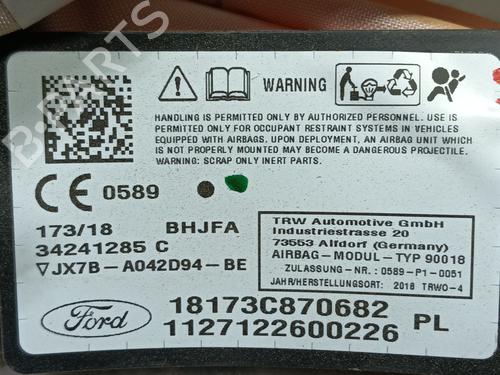 WARNING
HANDLING IS PERMITTED ONLY BY AUTHORIZED PERSONNEL. USE IS
PERMITTED ONLY FOR OCCUPANT RESTRAINT SYSTEMS IN VEHICLES
EQUIPPED WITH AIRBAGS. UPON DEPLOYMENT, AN AIRBAG UNIT WHICH
HAS NOT BEEN INSTALLED MAY BECOME A DANGEROUS PROJECTILE.
WARNING: SCRAP ONLY INERT PARTS.
CE 0589
173/18 BHJFA
34241285 C
JX7B-A042D94-BE
TRW Automotive GmbH
Industriestrasse 20
73553 Alfdorf (Germany)
AIRBAG-MODUL-TYP 90018
ZULASSUNG-NR.: 0589-P1-0051
JAHR/HERSTELLUNGSORT: 2018 TRWO-4
Ford
18173C870682
1127122600226 PL
B-PARTS